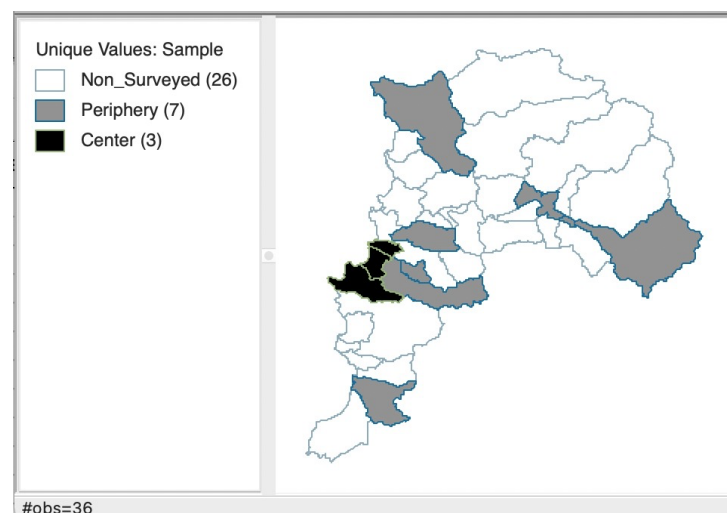 Unique Values: Sample
Non_Surveyed (26)
Periphery (7)
Center (3)
#obs=36